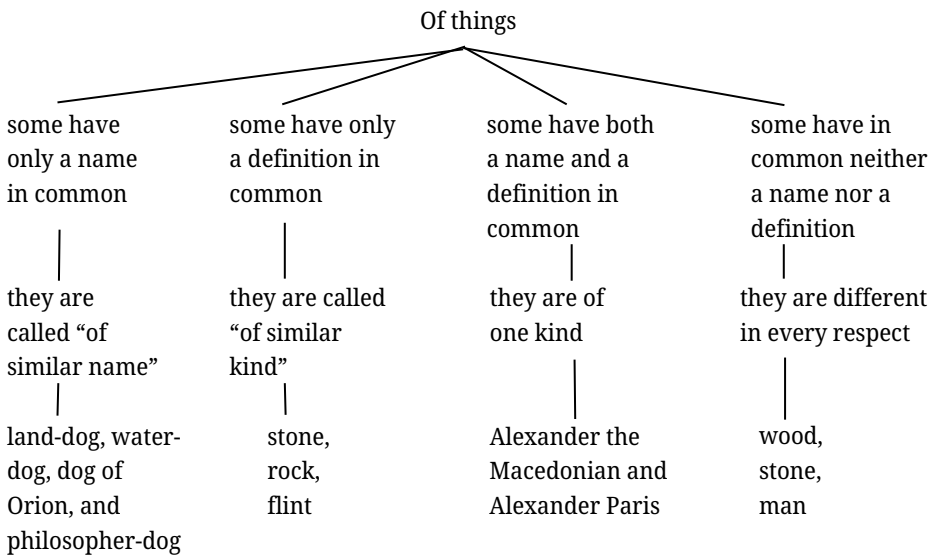 Of things
some have
only a name
in common
some have only
a definition in
common
some have both
a name and a
definition in
common
some have in
common neither
a name nor a
definition
they are
called “of
similar name”
they are called
“of similar
kind”
they are of
one kind
they are different
in every respect
land-dog, water-
dog, dog of
Orion, and
philosopher-dog
stone,
rock,
flint
Alexander the
Macedonian and
Alexander Paris
wood,
stone,
man